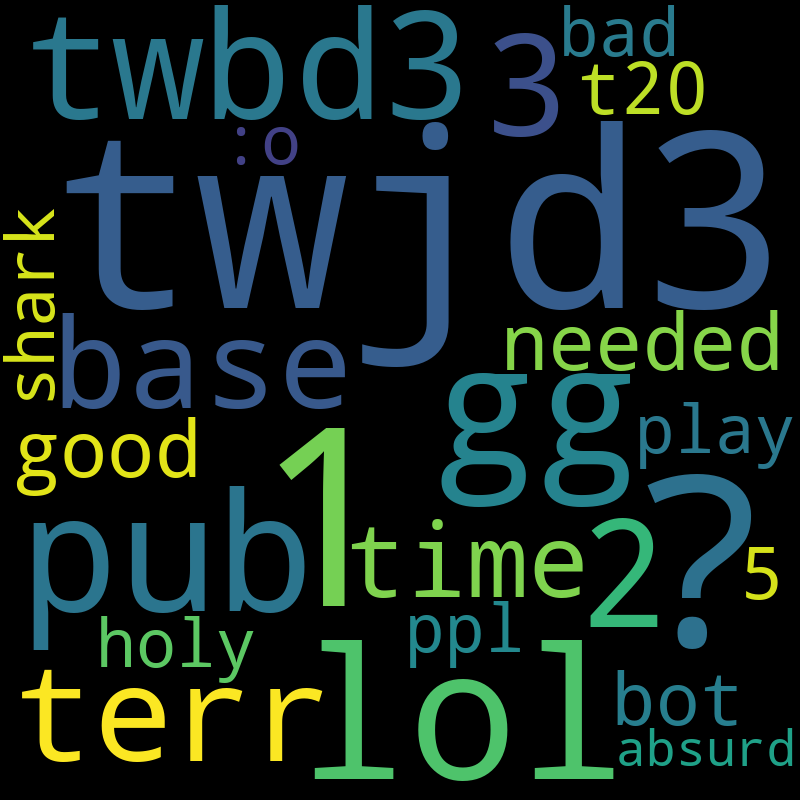 twbd3
3
bad
t20
:o
twjd3
shark
base
needed
gg
good
play
1
pub
time
2
?
5
holy
ppl
terr
lol
bot
absurd